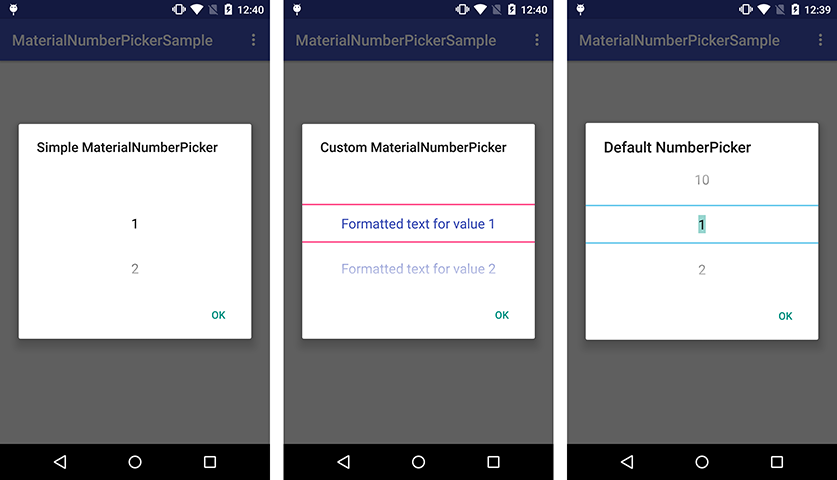 12:40
MaterialNumberPickerSample
Simple MaterialNumberPicker
1
2
OK
12:40
MaterialNumberPickerSample
Custom MaterialNumberPicker
Formatted text for value 1
Formatted text for value 2
OK
12:39
MaterialNumberPickerSample
Default NumberPicker
10
1
2
OK